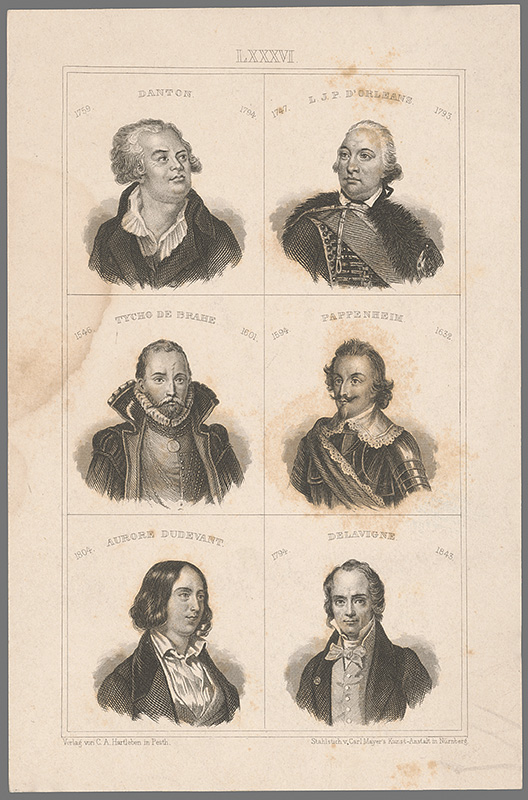 LXXXVI
DANTON
1759. 1794.
L. J. P. D'ORLEANS
1747. 1793.
TYCHO DE BRAHE
1546. 1601.
PAPPENHEIM
1594. 1632.
AURORE DUDEVANT
1804.
DELAVIGNE
1794. 1843.
Verlag von C. A. Hartleben in Pesth. Stahlstich v. Carl Mayer's Kunst-Anstalt in Nürnberg.